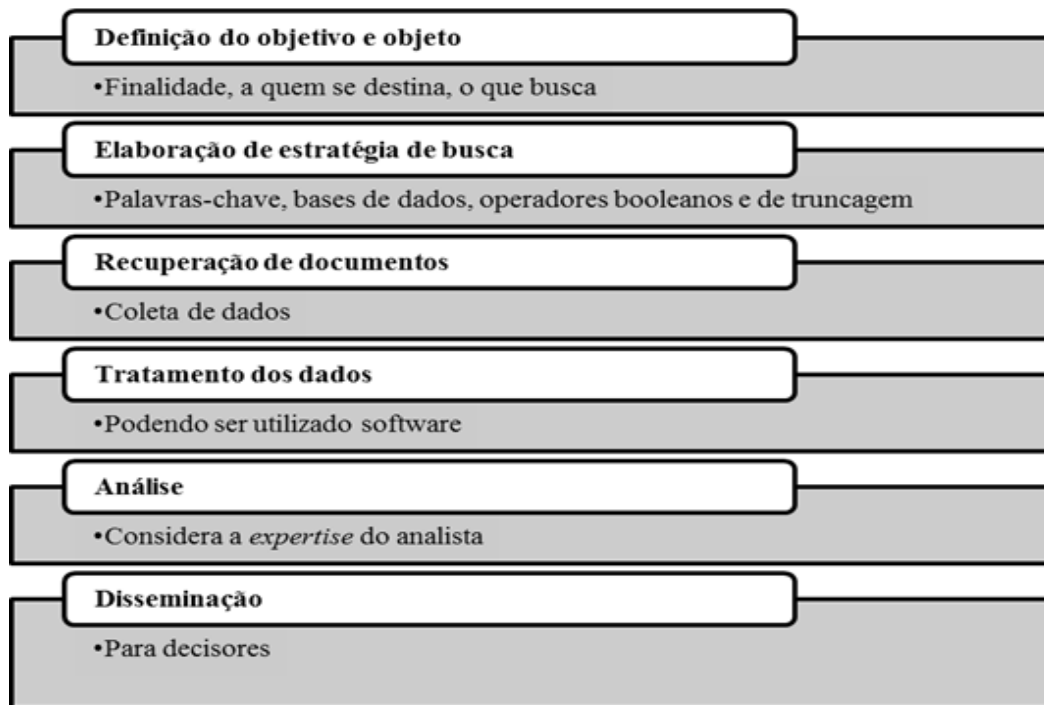 Definição do objetivo e objeto
•Finalidade, a quem se destina, o que busca
Elaboração de estratégia de busca
•Palavras-chave, bases de dados, operadores booleanos e de truncagem
Recuperação de documentos
•Coleta de dados
Tratamento dos dados
•Podendo ser utilizado software
Análise
•Considera a expertise do analista
Disseminação
•Para decisores